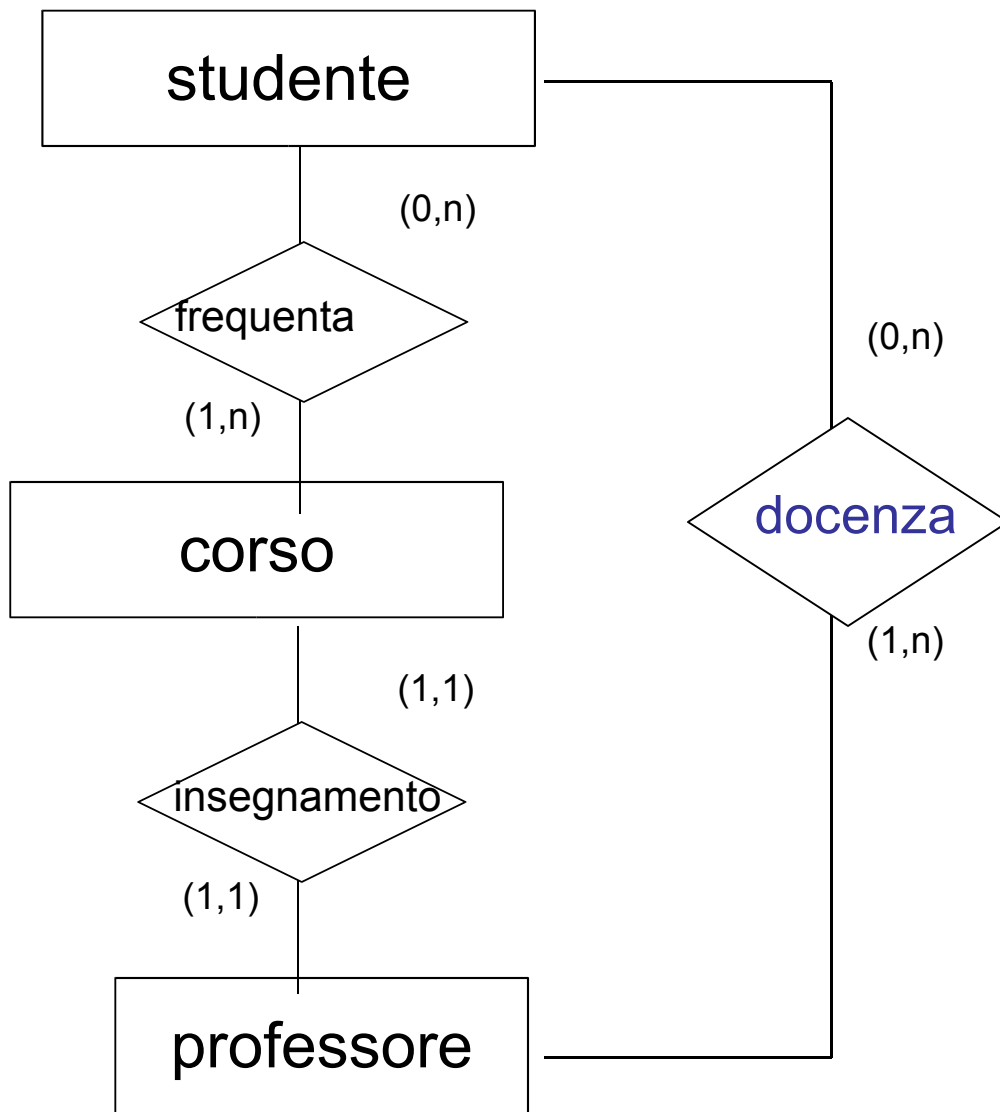 studente
(0,n)
frequenta
(0,n)
(1,n)
docenza
corso
(1,n)
(1,1)
insegnamento
(1,1)
professore